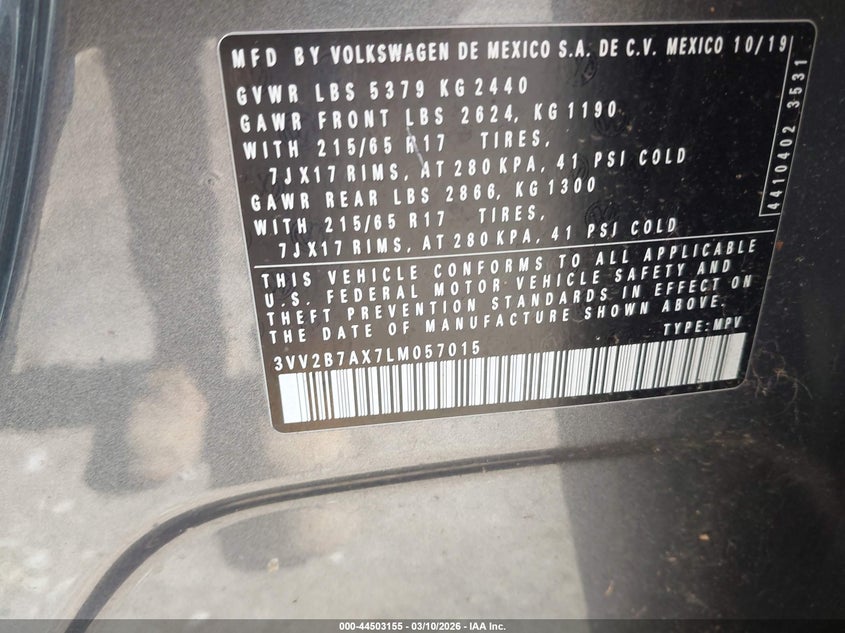 MFD BY VOLKSWAGEN DE MEXICO S.A. DE C.V. MEXICO 10/19
GVWR LBS 5379 KG 2440
GAWR FRONT LBS 2624, KG 1190
WITH 215/65 R17 TIRES,
7JX17 RIMS, AT 280 KPA, 41 PSI COLD
GAWR REAR LBS 2866, KG 1300
WITH 215/65 R17 TIRES,
7JX17 RIMS, AT 280 KPA, 41 PSI COLD
4410402 3531
THIS VEHICLE CONFORMS TO ALL APPLICABLE
U.S. FEDERAL MOTOR VEHICLE SAFETY AND
THEFT PREVENTION STANDARDS IN EFFECT ON
THE DATE OF MANUFACTURE SHOWN ABOVE.
TYPE: MPV
3VV2B7AX7LM057015
000-44503155 - 03/10/2026 - IAA Inc.